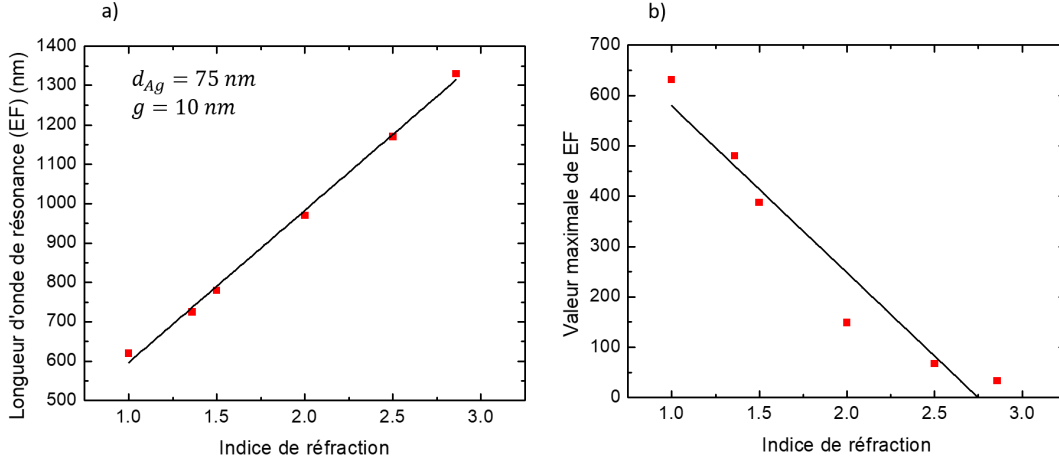 a)
Longueur d'onde de résonance (EF) (nm)
1400
1300
1200
1100
1000
900
800
700
600
500
d_{Ag} = 75 nm
g = 10 nm
1.0 1.5 2.0 2.5 3.0
Indice de réfraction
b)
Valeur maximale de EF
700
600
500
400
300
200
100
0
1.0 1.5 2.0 2.5 3.0
Indice de réfraction